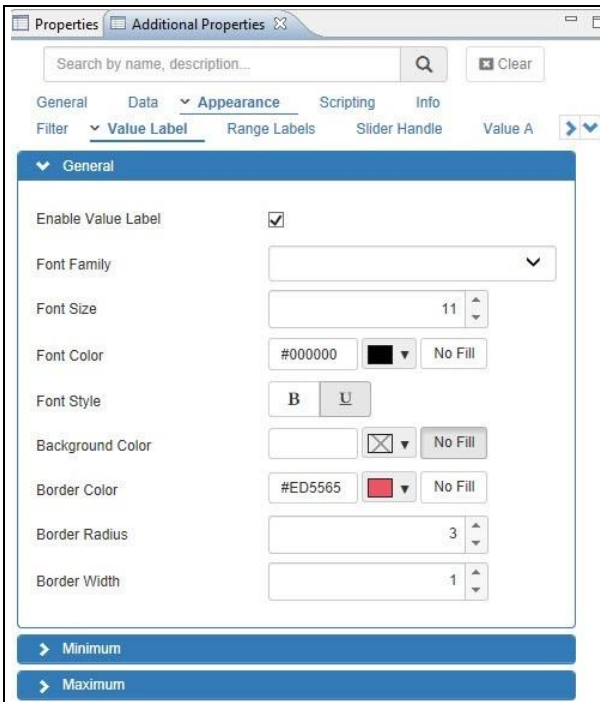 Properties Additional Properties
Search by name, description... Clear
General Data Appearance Scripting Info
Filter Value Label Range Labels Slider Handle Value A
General
Enable Value Label
Font Family
Font Size 11
Font Color #000000 No Fill
Font Style B U
Background Color No Fill
Border Color #ED5565 No Fill
Border Radius 3
Border Width 1
Minimum
Maximum